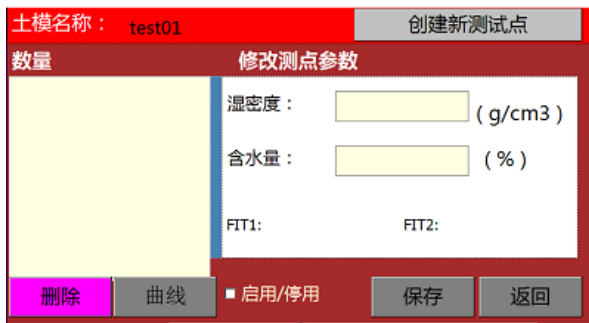 土模名称： test01 创建新测试点
数量 修改测点参数
湿密度： （g/cm3）
含水量： （%）
FIT1: FIT2:
删除 曲线 启用/停用 保存 返回